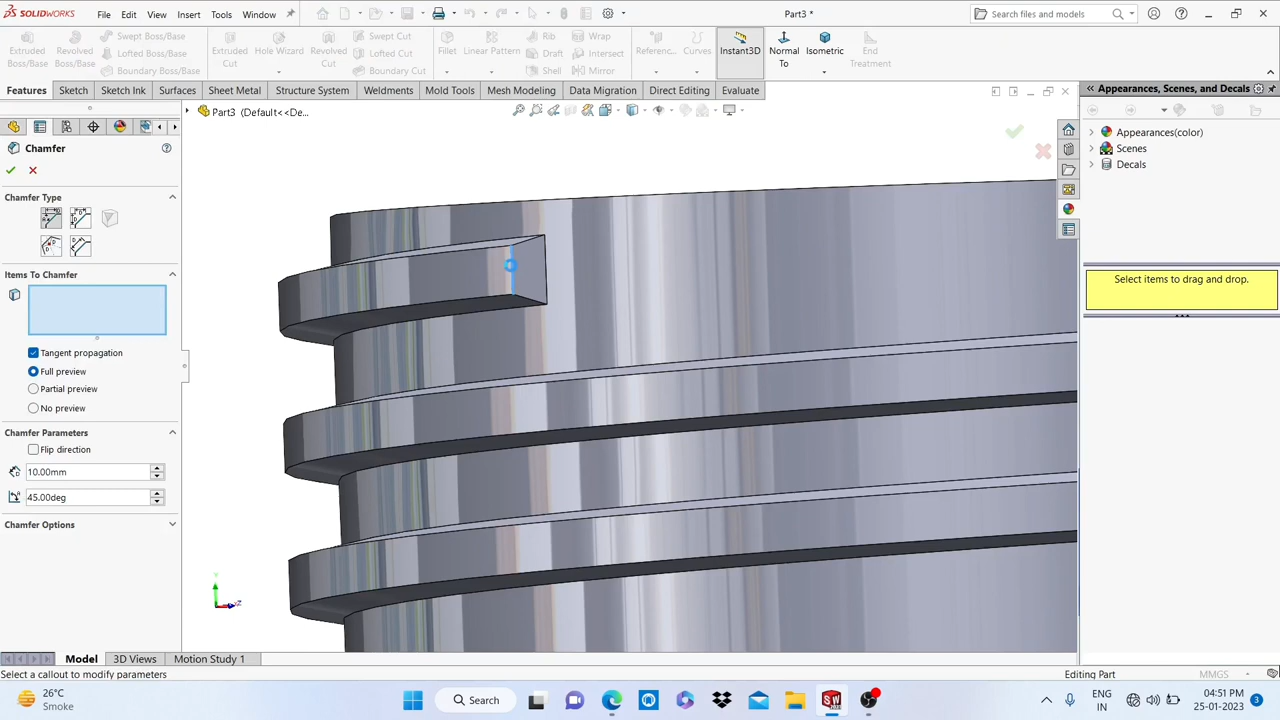 SOLIDWORKS
File Edit View Insert Tools Window
Part3 *
Search files and models
Extruded Boss/Base
Revolved Boss/Base
Swept Boss/Base
Lofted Boss/Base
Boundary Boss/Base
Extruded Cut
Hole Wizard
Revolved Cut
Swept Cut
Lofted Cut
Boundary Cut
Fillet
Linear Pattern
Rib
Draft
Shell
Wrap
Intersect
Mirror
Referenc...
Curves
Instant3D
Normal To
Isometric
End Treatment
Features Sketch Sketch Ink Surfaces Sheet Metal Structure System Weldments Mold Tools Mesh Modeling Data Migration Direct Editing Evaluate
Appearances, Scenes, and Decals
Part3 (Default<<De...
Appearances(color)
Scenes
Decals
Chamfer
Chamfer Type
Items To Chamfer
Select items to drag and drop.
Tangent propagation
Full preview
Partial preview
No preview
Chamfer Parameters
Flip direction
10.00mm
45.00deg
Chamfer Options
Model 3D Views Motion Study 1
Select a callout to modify parameters
Editing Part
MMGS
26°C
Smoke
Search
ENG
IN
04:51 PM
25-01-2023
3